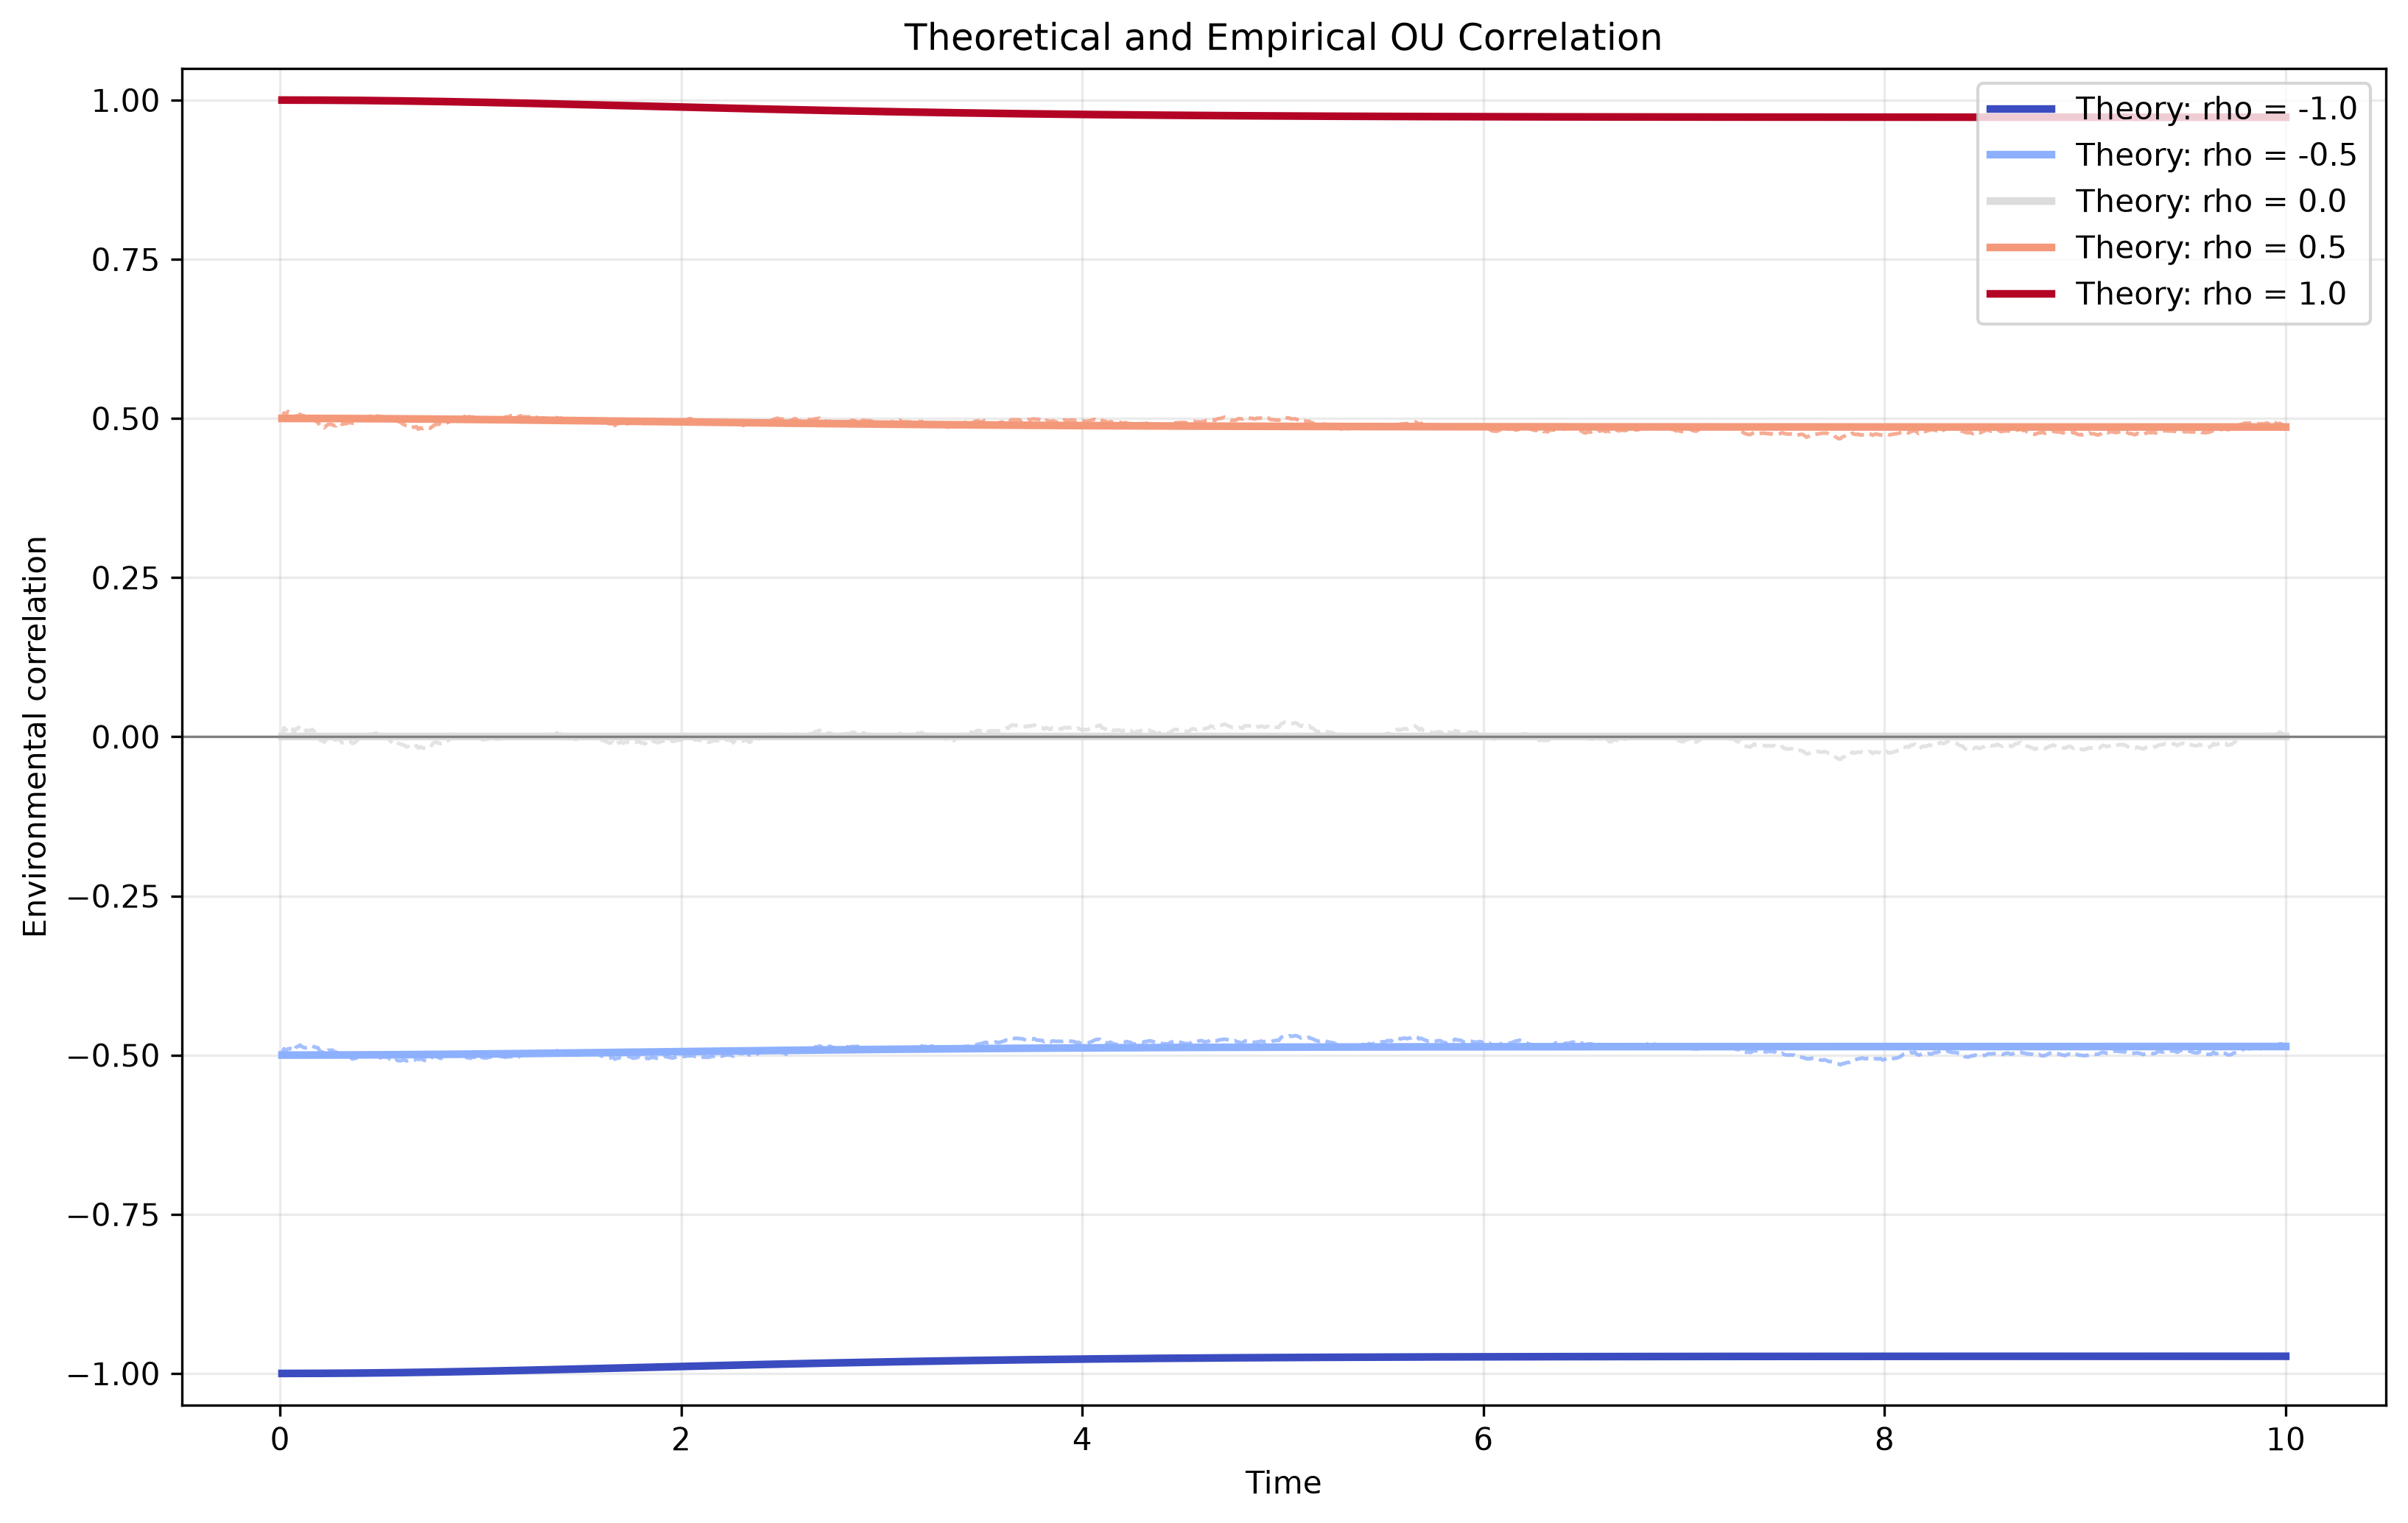 Theoretical and Empirical OU Correlation
Theory: rho = -1.0
Theory: rho = -0.5
Theory: rho = 0.0
Theory: rho = 0.5
Theory: rho = 1.0
Environmental correlation
1.00
0.75
0.50
0.25
0.00
−0.25
−0.50
−0.75
−1.00
0 2 4 6 8 10
Time